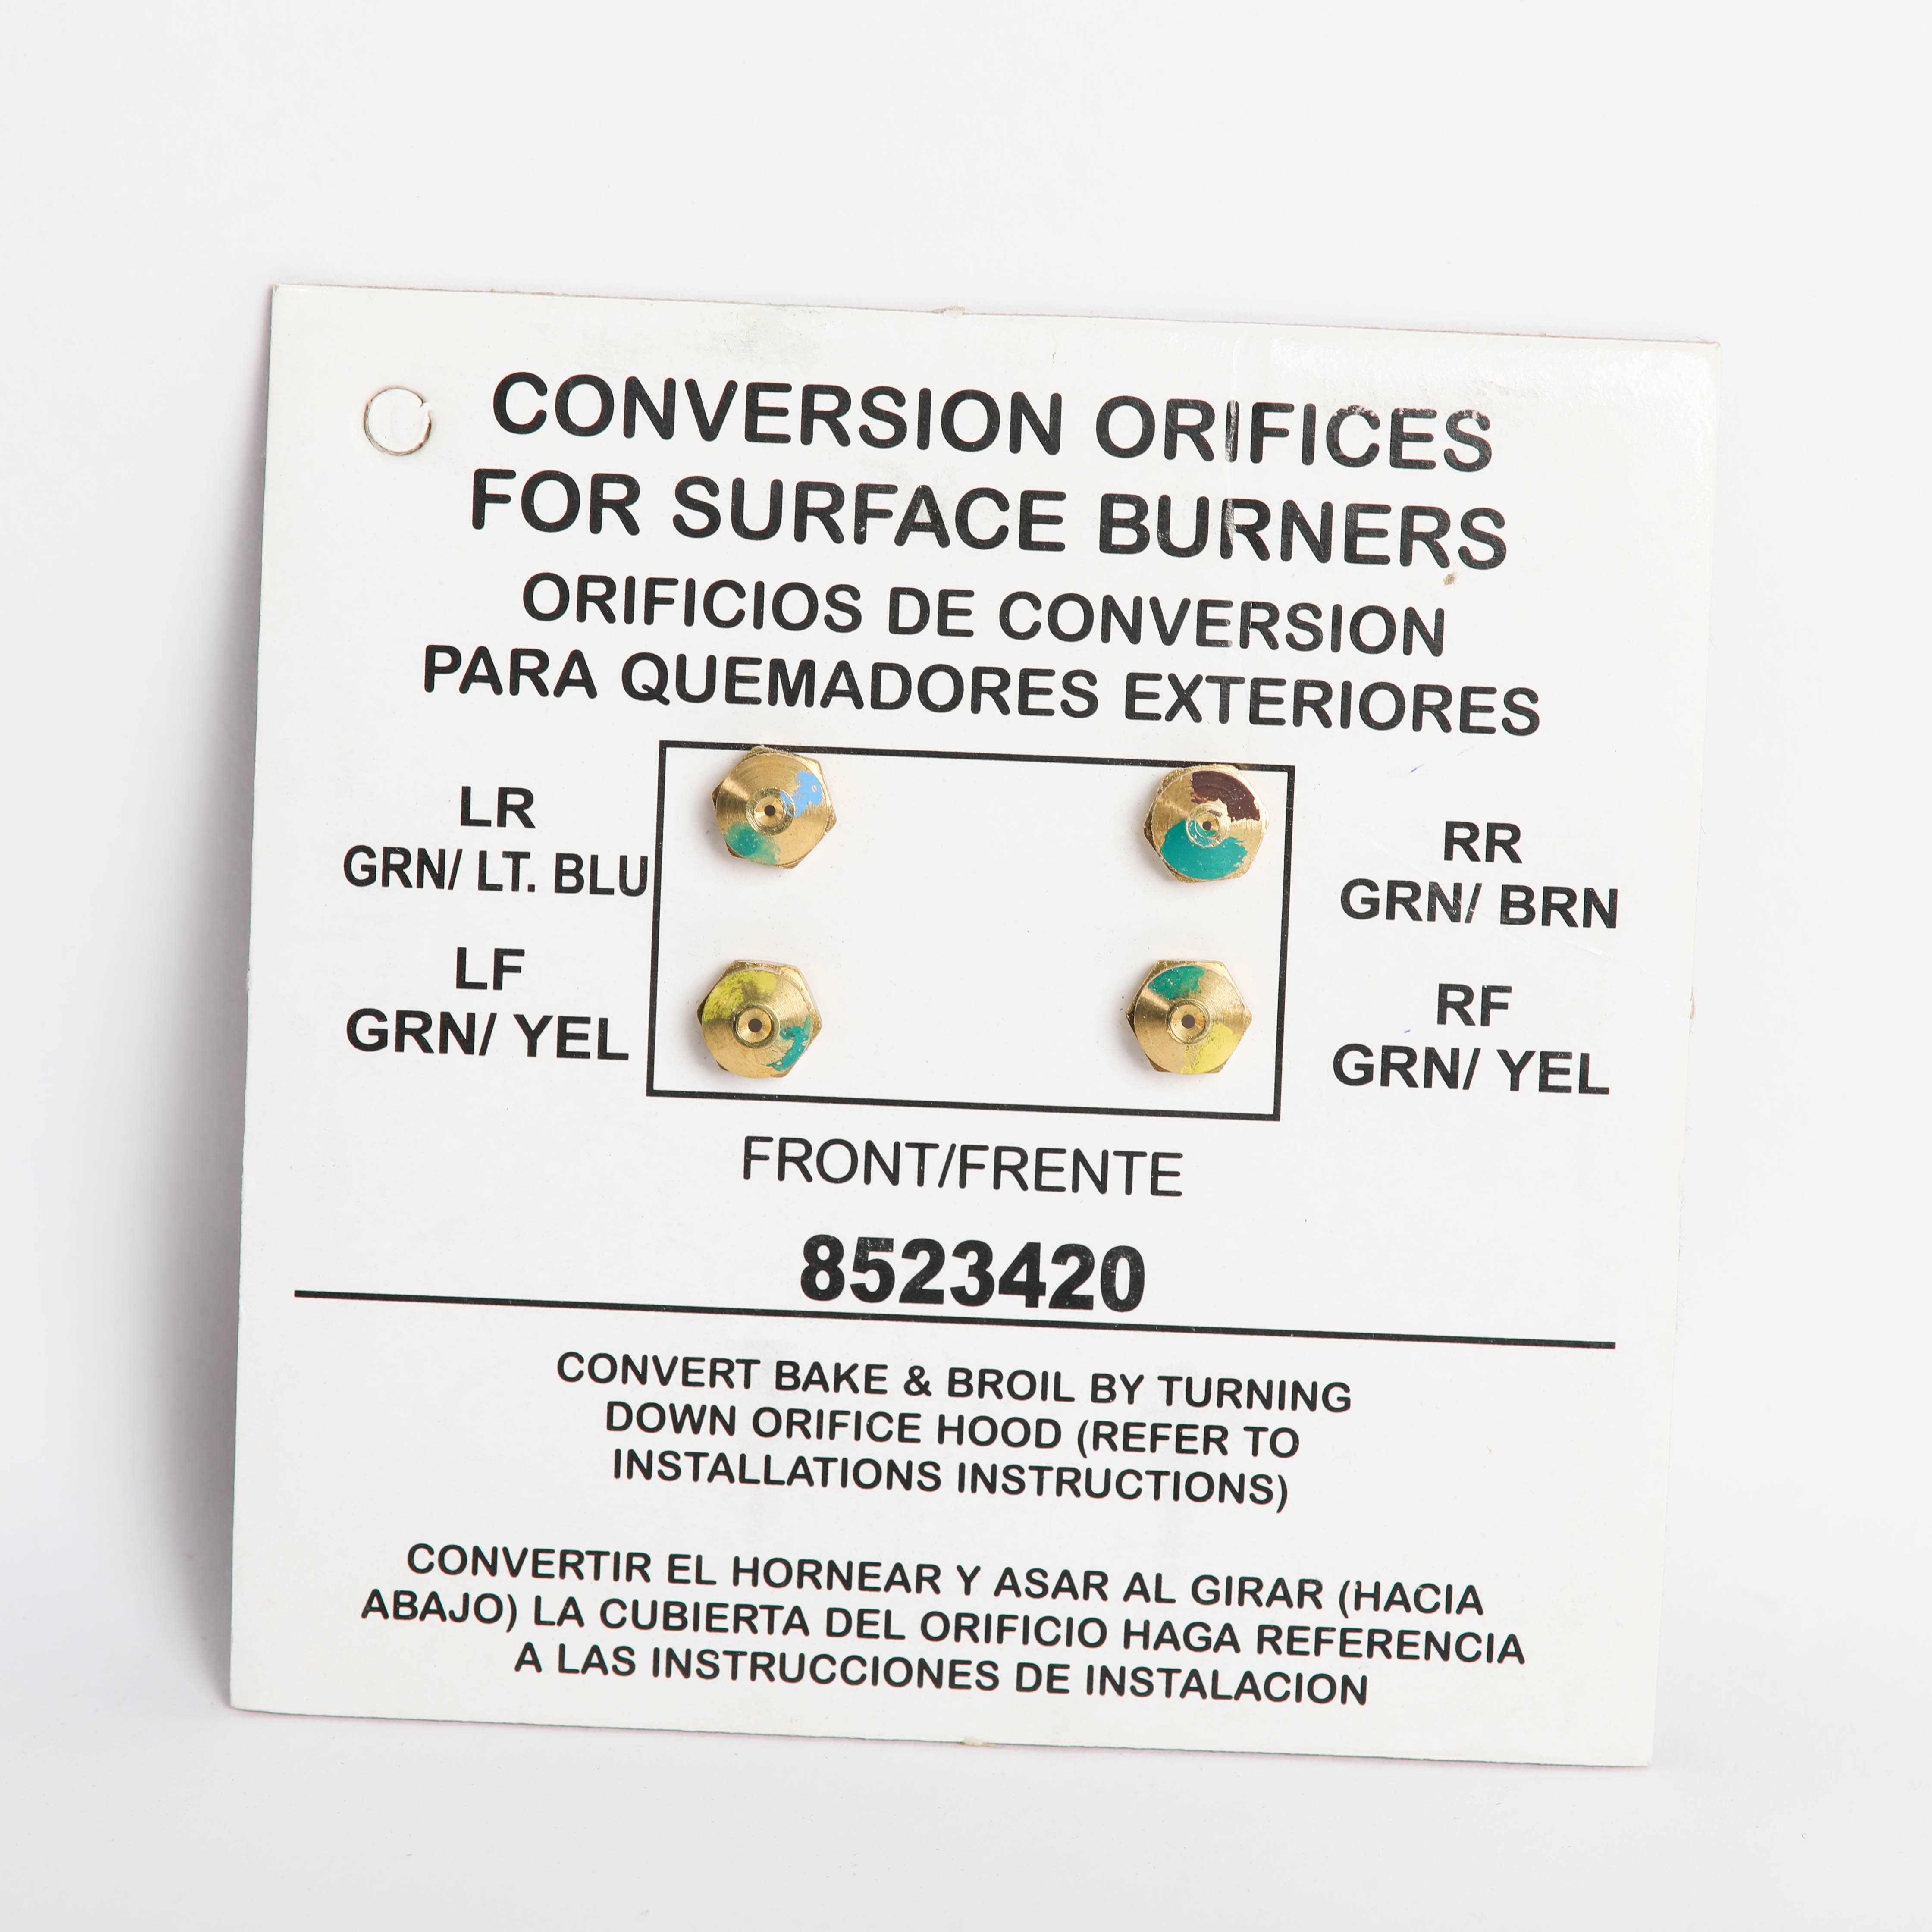 CONVERSION ORIFICES
FOR SURFACE BURNERS
ORIFICIOS DE CONVERSION
PARA QUEMADORES EXTERIORES
LR
GRN/ LT. BLU
LF
GRN/ YEL
RR
GRN/ BRN
RF
GRN/ YEL
FRONT/FRENTE
8523420
CONVERT BAKE & BROIL BY TURNING
DOWN ORIFICE HOOD (REFER TO
INSTALLATIONS INSTRUCTIONS)
CONVERTIR EL HORNEAR Y ASAR AL GIRAR (HACIA
ABAJO) LA CUBIERTA DEL ORIFICIO HAGA REFERENCIA
A LAS INSTRUCCIONES DE INSTALACION